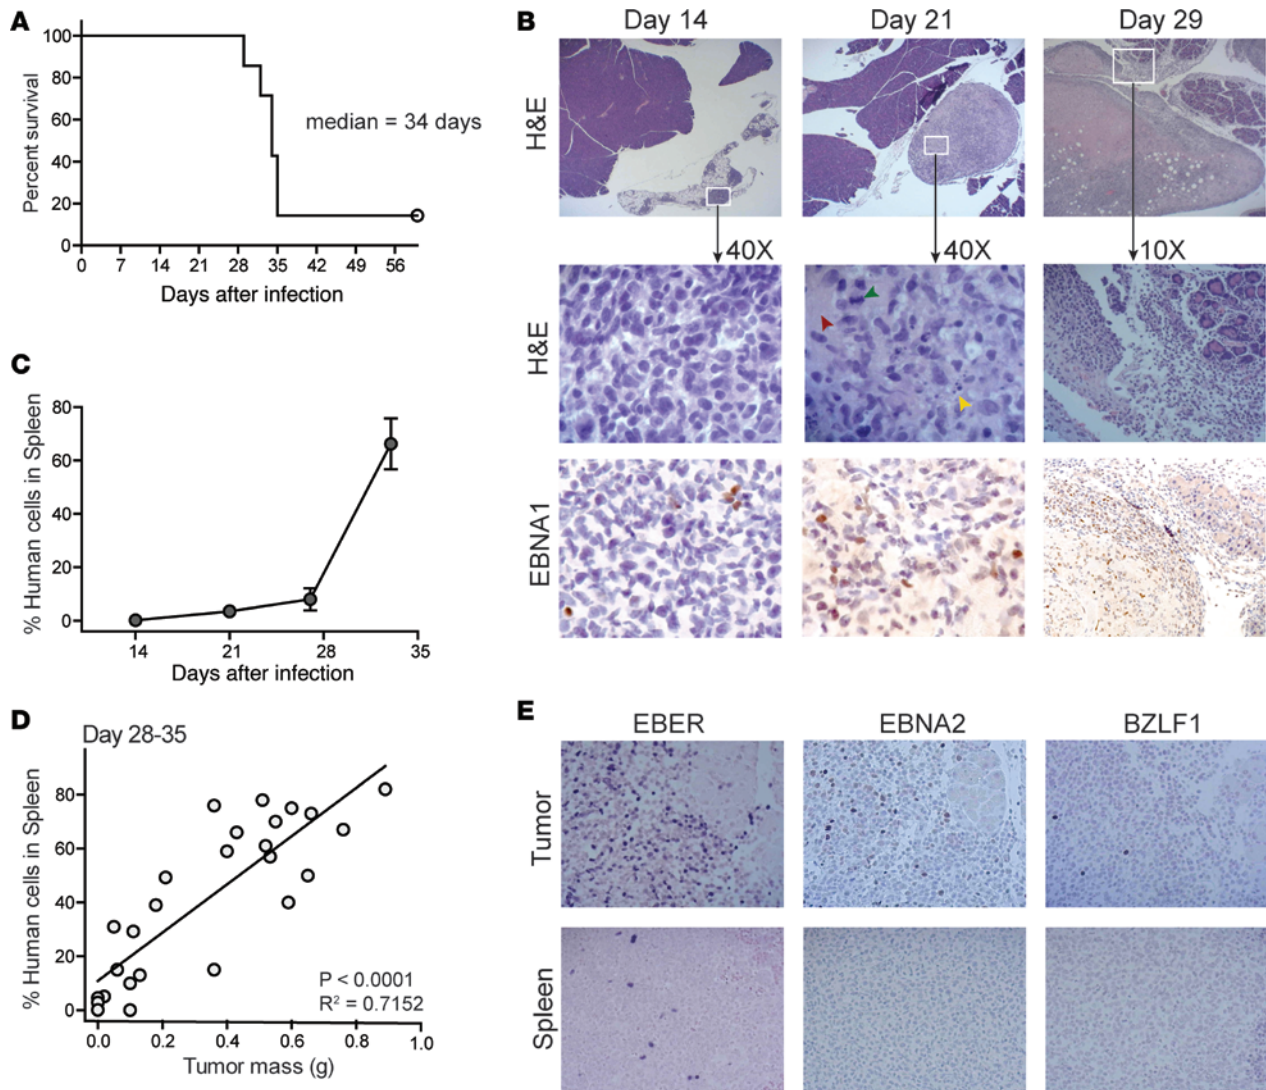 A
Percent survival
100
80
60
40
20
0
median = 34 days
0 7 14 21 28 35 42 49 56
Days after infection
B
Day 14 Day 21 Day 29
H&E
40X 40X 10X
H&E
EBNA1
C
% Human cells in Spleen
80
60
40
20
0
14 21 28 35
Days after infection
D
Day 28-35
% Human cells in Spleen
80
60
40
20
0
P < 0.0001
R² = 0.7152
0.0 0.2 0.4 0.6 0.8 1.0
Tumor mass (g)
E
EBER EBNA2 BZLF1
Tumor
Spleen